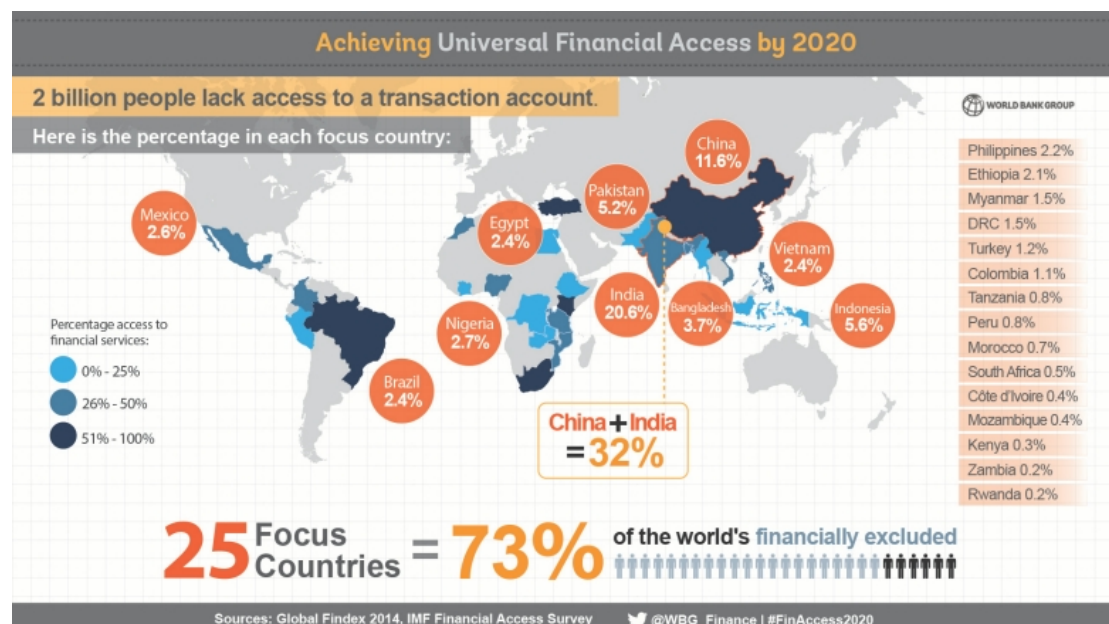 Achieving Universal Financial Access by 2020
2 billion people lack access to a transaction account.
Here is the percentage in each focus country:
WORLD BANK GROUP
China
11.6%
Pakistan
5.2%
Mexico
2.6%
Egypt
2.4%
Vietnam
2.4%
India
20.6%
Bangladesh
3.7%
Indonesia
5.6%
Nigeria
2.7%
Brazil
2.4%
Percentage access to
financial services:
0% - 25%
26% - 50%
51% - 100%
China+India
=32%
Philippines 2.2%
Ethiopia 2.1%
Myanmar 1.5%
DRC 1.5%
Turkey 1.2%
Colombia 1.1%
Tanzania 0.8%
Peru 0.8%
Morocco 0.7%
South Africa 0.5%
Côte d'Ivoire 0.4%
Mozambique 0.4%
Kenya 0.3%
Zambia 0.2%
Rwanda 0.2%
25 Focus Countries = 73% of the world's financially excluded
Sources: Global Findex 2014, IMF Financial Access Survey @WBG_Finance | #FinAccess2020